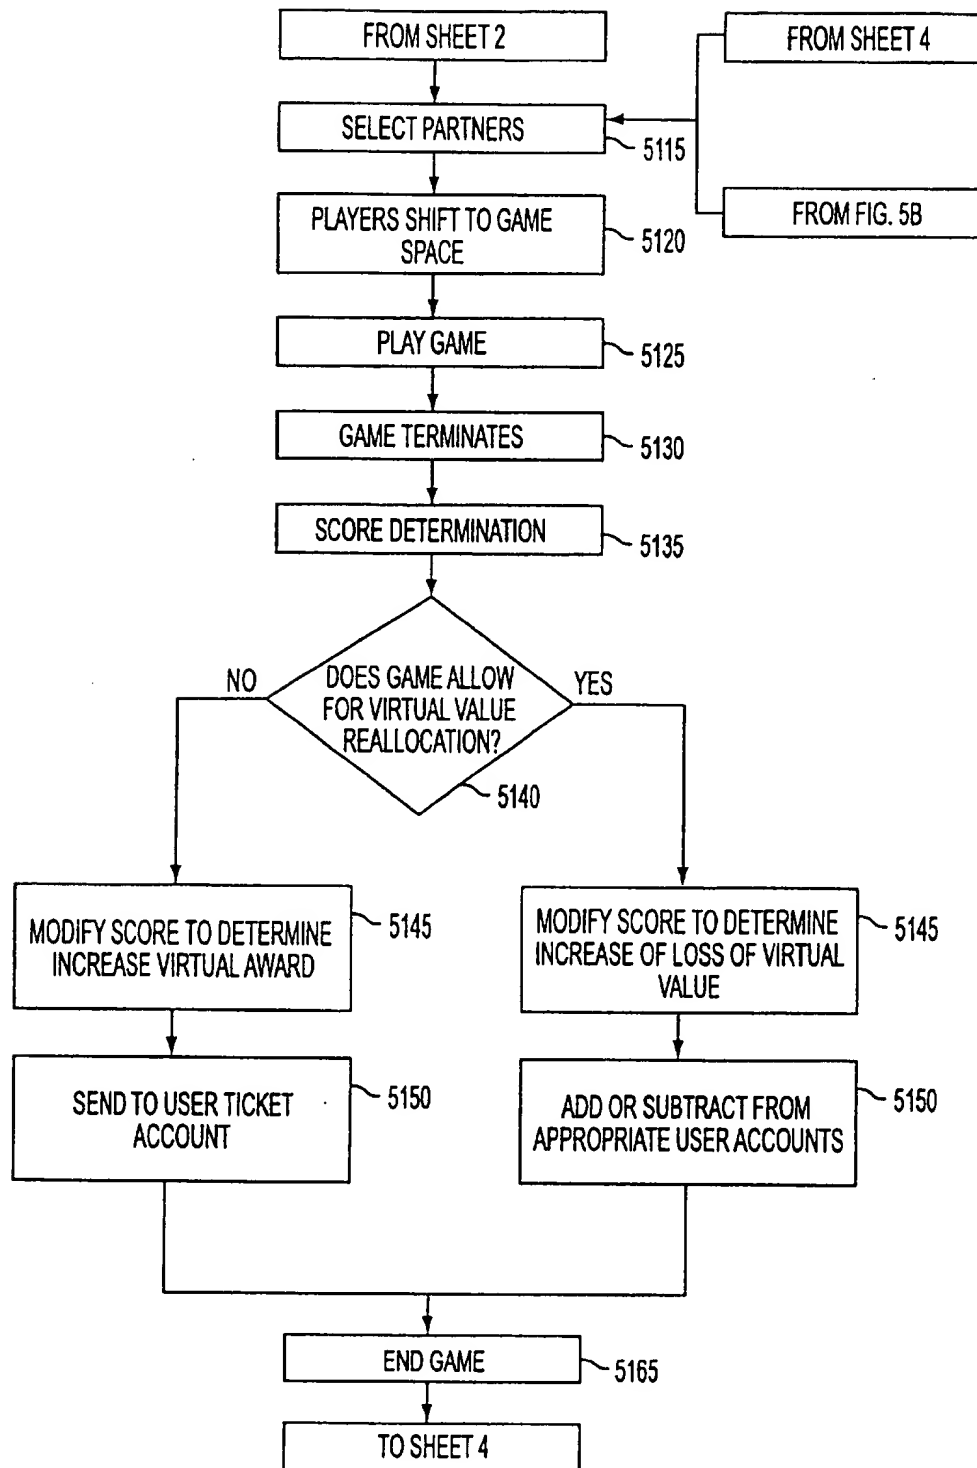 FROM SHEET 2
FROM SHEET 4
SELECT PARTNERS
5115
FROM FIG. 5B
PLAYERS SHIFT TO GAME
SPACE
5120
PLAY GAME
5125
GAME TERMINATES
5130
SCORE DETERMINATION
5135
NO
YES
DOES GAME ALLOW
FOR VIRTUAL VALUE
REALLOCATION?
5140
MODIFY SCORE TO DETERMINE
INCREASE VIRTUAL AWARD
5145
MODIFY SCORE TO DETERMINE
INCREASE OF LOSS OF VIRTUAL
VALUE
5145
SEND TO USER TICKET
ACCOUNT
5150
ADD OR SUBTRACT FROM
APPROPRIATE USER ACCOUNTS
5150
END GAME
5165
TO SHEET 4